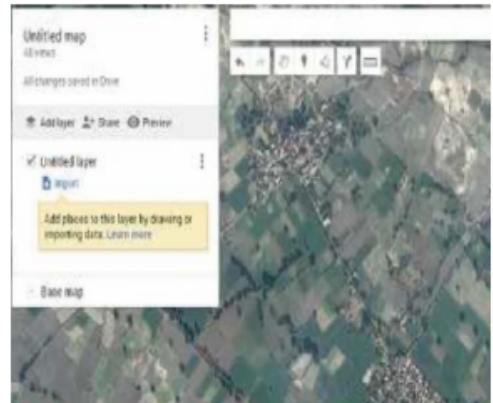 Untitled map
All changes saved in Drive
Add layer Share Preview
Untitled layer
Import
Add places to this layer by drawing or
importing data. Learn more
Base map